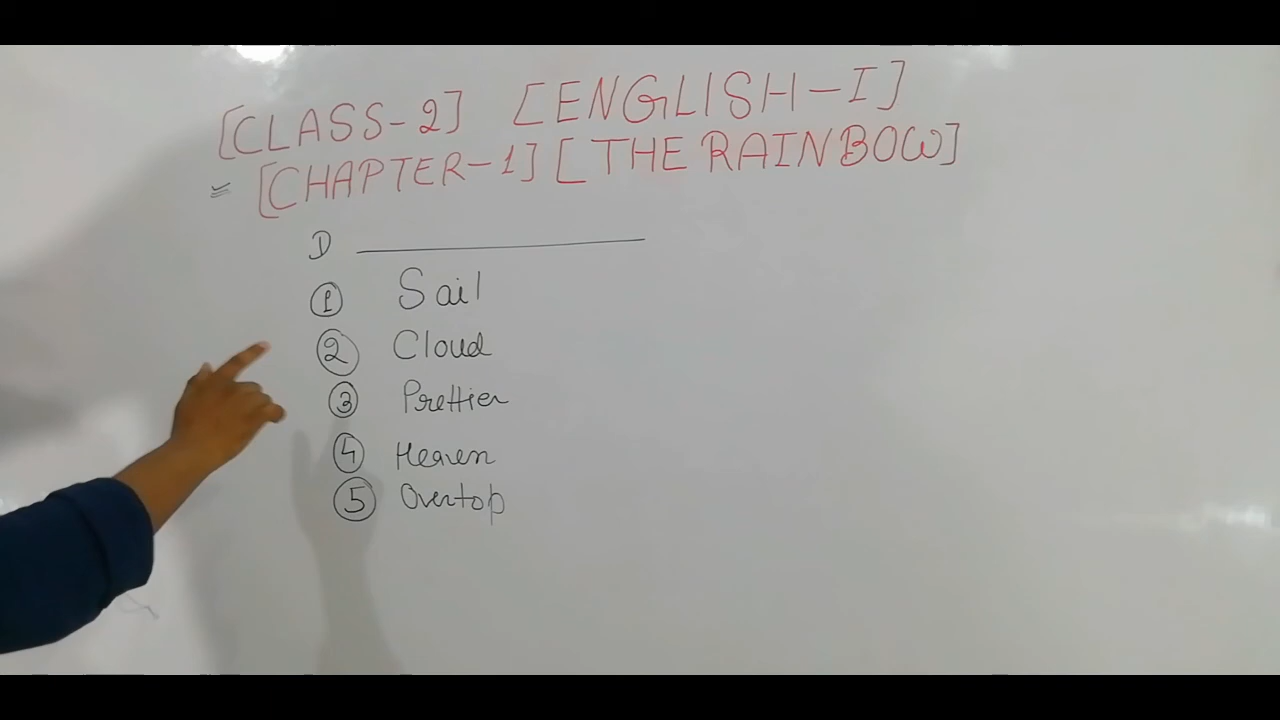 [CLASS-2] [ENGLISH-I]
[CHAPTER-1] [THE RAINBOW]
D
1 Sail
2 Cloud
3 Prettier
4 Heaven
5 Overtop